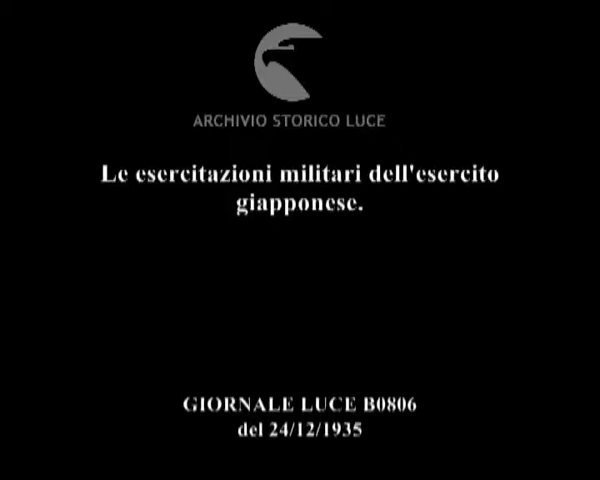 ARCHIVIO STORICO LUCE
Le esercitazioni militari dell'esercito
giapponese.
GIORNALE LUCE B0806
del 24/12/1935